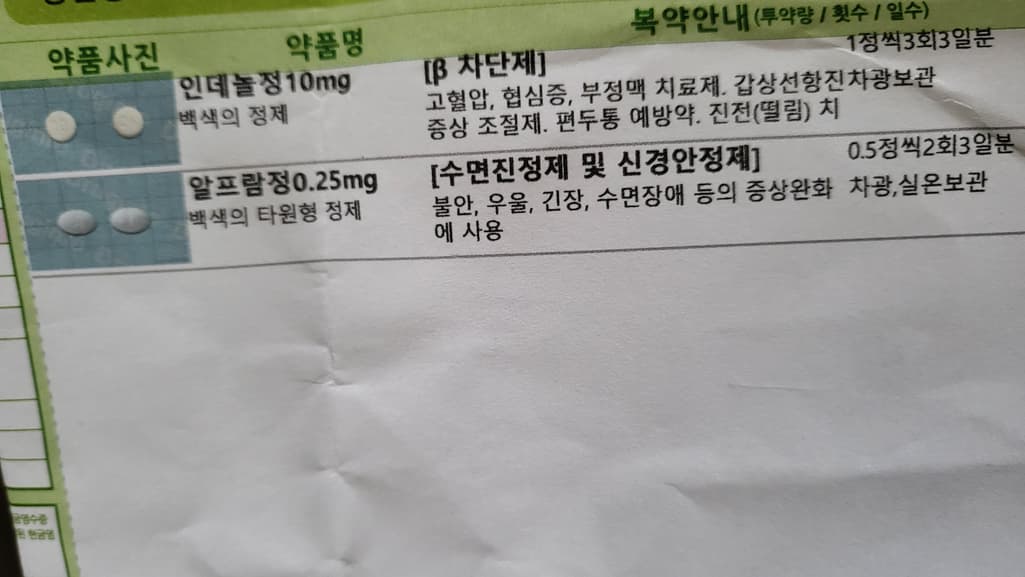 복약안내(투약량 / 횟수 / 일수)
약품사진 약품명
인데놀정10mg
백색의 정제
[β 차단제]
고혈압, 협심증, 부정맥 치료제. 갑상선항진
증상 조절제. 편두통 예방약. 진전(떨림) 치
1정씩3회3일분
차광보관
알프람정0.25mg
백색의 타원형 정제
[수면진정제 및 신경안정제]
불안, 우울, 긴장, 수면장애 등의 증상완화
에 사용
0.5정씩2회3일분
차광,실온보관